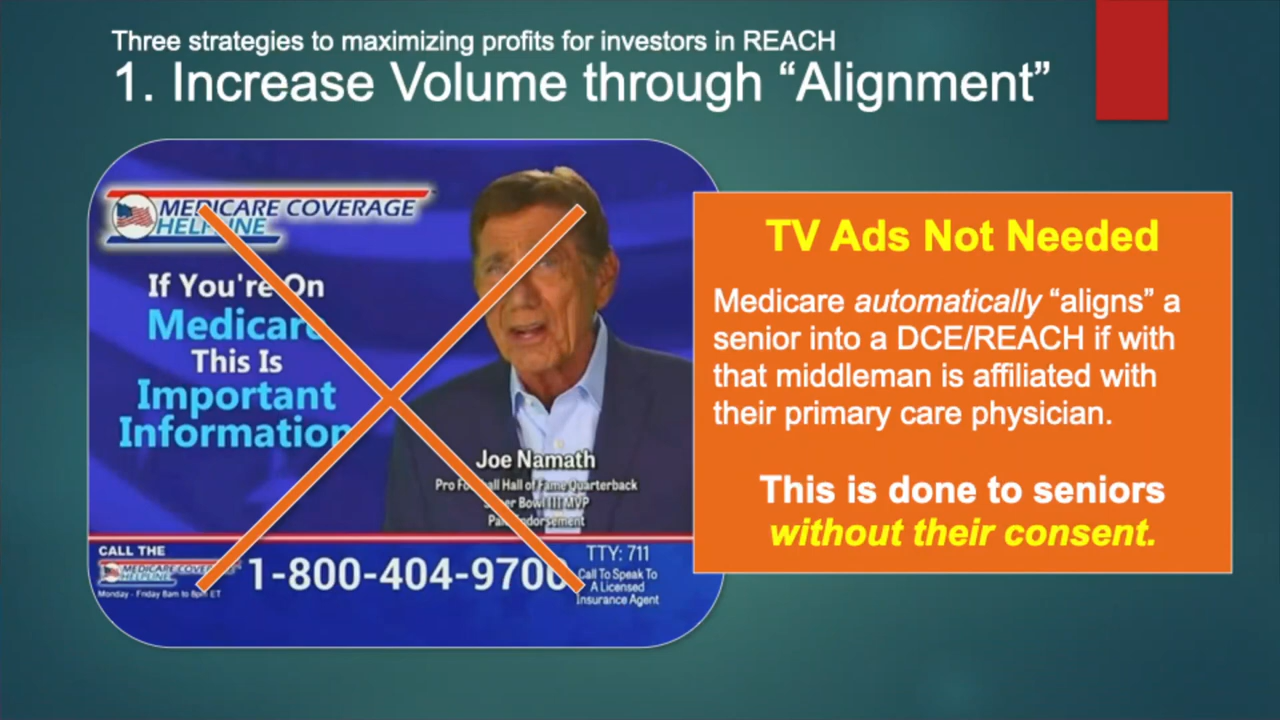 Three strategies to maximizing profits for investors in REACH
1. Increase Volume through “Alignment”
MEDICARE COVERAGE
HELPLINE
If You're On
Medicare
This Is
Important
Information
Joe Namath
Pro Football Hall of Fame Quarterback
Super Bowl III MVP
Paid Endorsement
CALL THE
MEDICARE COVERAGE
HELPLINE
Monday - Friday 8am to 8pm ET
1-800-404-9700
TTY: 711
Call To Speak To
A Licensed
Insurance Agent
TV Ads Not Needed
Medicare automatically “aligns” a
senior into a DCE/REACH if with
that middleman is affiliated with
their primary care physician.
This is done to seniors
without their consent.